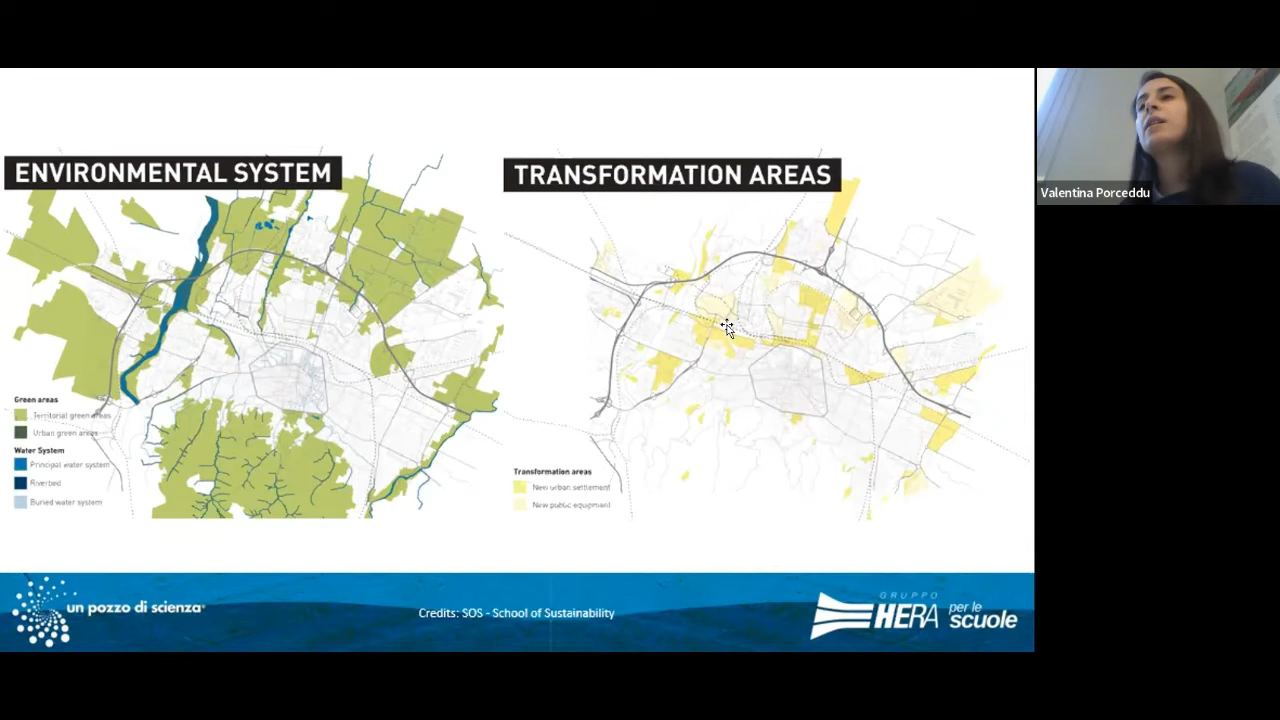 ENVIRONMENTAL SYSTEM
Green areas
Territorial green areas
Urban green areas
Water System
Principal water system
Riverbed
Buried water system
TRANSFORMATION AREAS
Transformation areas
New urban settlement
New public equipment
Valentina Porceddu
un pozzo di scienza
Credits: SOS - School of Sustainability
GRUPPO
HERA per le
scuole